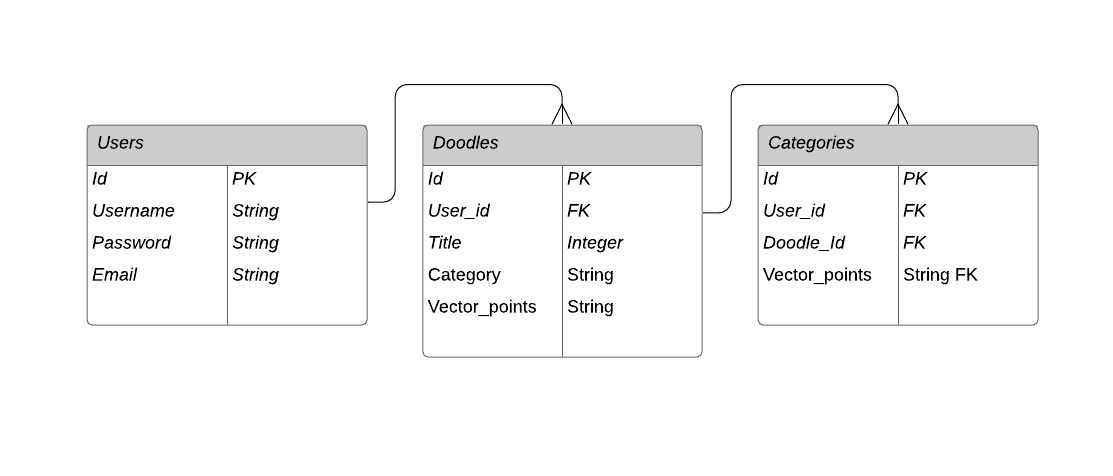 Users
Id PK
Username String
Password String
Email String
Doodles
Id PK
User_id FK
Title Integer
Category String
Vector_points String
Categories
Id PK
User_id FK
Doodle_Id FK
Vector_points String FK